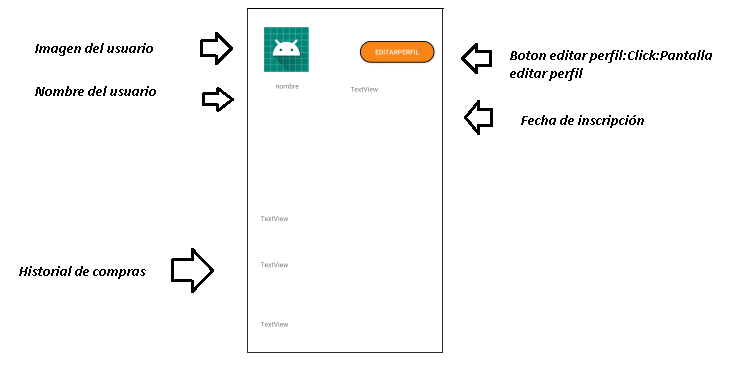 Imagen del usuario
EDITARPERFIL
Boton editar perfil:Click:Pantalla
editar perfil
Nombre del usuario
nombre
TextView
Fecha de inscripción
TextView
Historial de compras
TextView
TextView